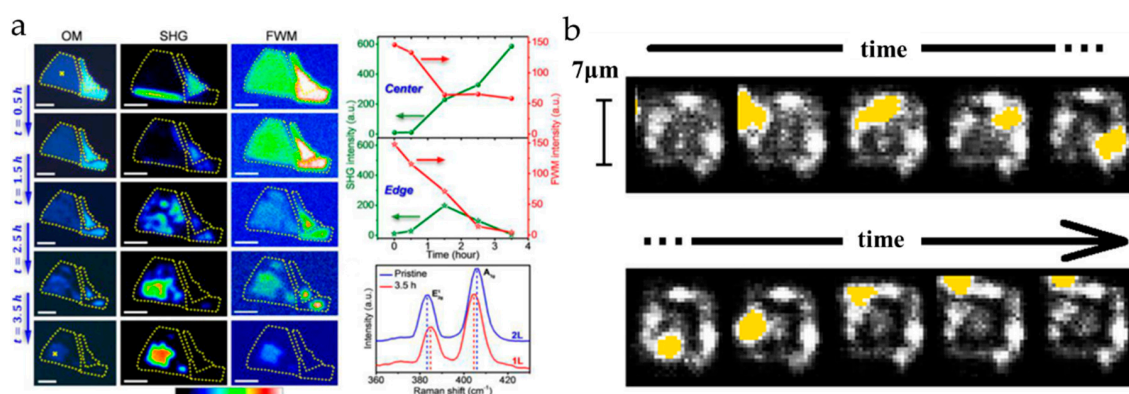 a
OM SHG FWM
t = 0.5 h
t = 1.5 h
t = 2.5 h
t = 3.5 h
600
400
200
0
SHG intensity (a.u.)
Center
150
100
50
0
FWM intensity (a.u.)
600
400
200
0
Edge
150
100
50
0
0 1 2 3 4
Time (hour)
Intensity (a.u.)
Pristine
3.5 h
A1g
2L
1L
360 380 400 420
Raman shift (cm-1)
b
time
7μm
time